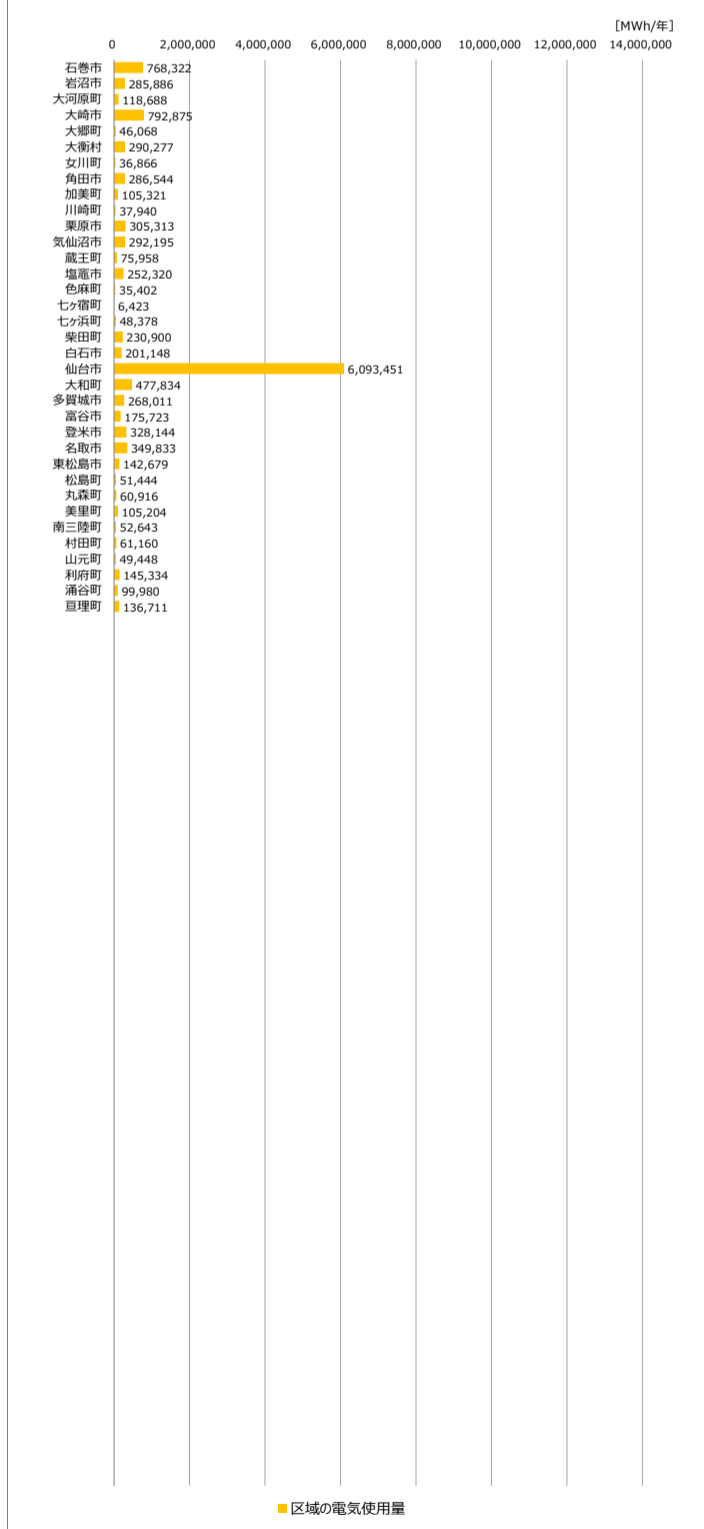 [MWh/年]
0 2,000,000 4,000,000 6,000,000 8,000,000 10,000,000 12,000,000 14,000,000
石巻市 768,322
岩沼市 285,886
大河原町 118,688
大崎市 792,875
大郷町 46,068
大衡村 290,277
女川町 36,866
角田市 286,544
加美町 105,321
川崎町 37,940
栗原市 305,313
気仙沼市 292,195
蔵王町 75,958
塩竈市 252,320
色麻町 35,402
七ヶ宿町 6,423
七ヶ浜町 48,378
柴田町 230,900
白石市 201,148
仙台市 6,093,451
大和町 477,834
多賀城市 268,011
富谷市 175,723
登米市 328,144
名取市 349,833
東松島市 142,679
松島町 51,444
丸森町 60,916
美里町 105,204
南三陸町 52,643
村田町 61,160
山元町 49,448
利府町 145,334
涌谷町 99,980
亘理町 136,711
区域の電気使用量